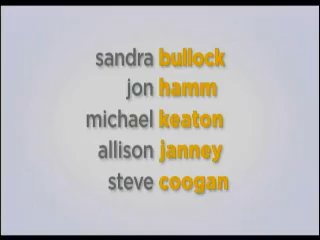 sandra bullock
jon hamm
michael keaton
allison janney
steve coogan